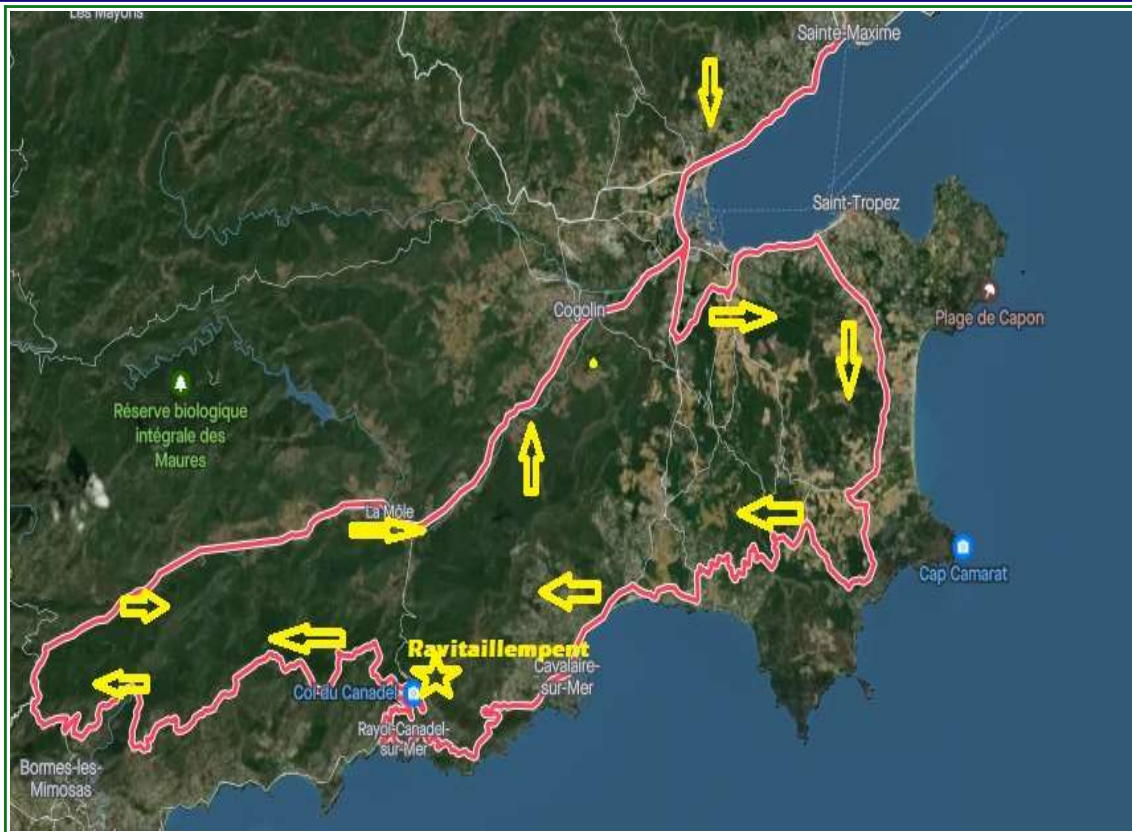 Les Mayons
Sainte-Maxime
Saint-Tropez
Plage de Capon
Cogolin
Réserve biologique
intégrale des
Maures
La Môle
Cap Camarat
Ravitaillempent
Col du Canadel
Cavalaire-
sur-Mer
Rayol-Canadel-
sur-Mer
Bormes-les-
Mimosas